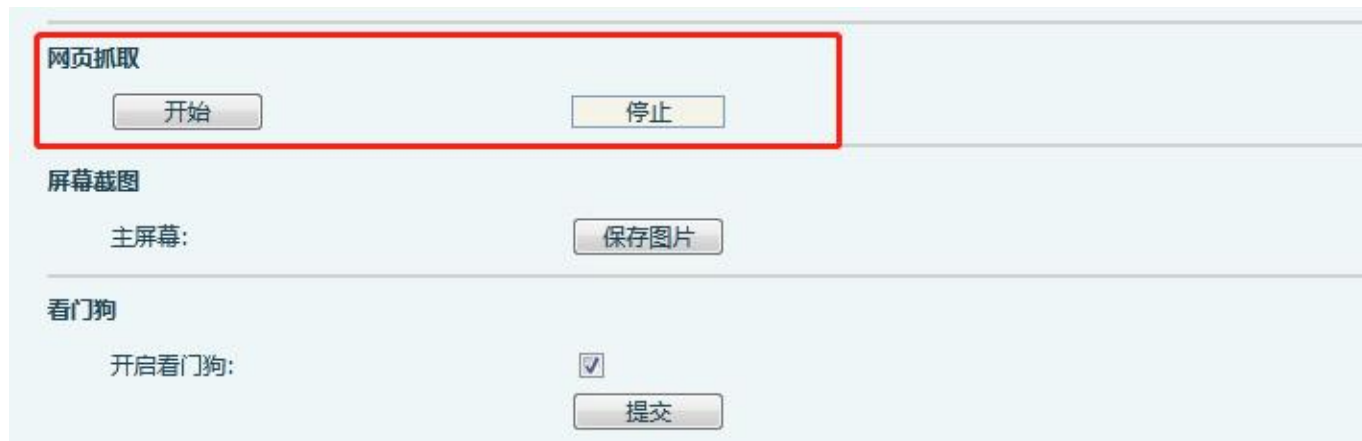 网页抓取
开始 停止
屏幕截图
主屏幕: 保存图片
看门狗
开启看门狗:
提交